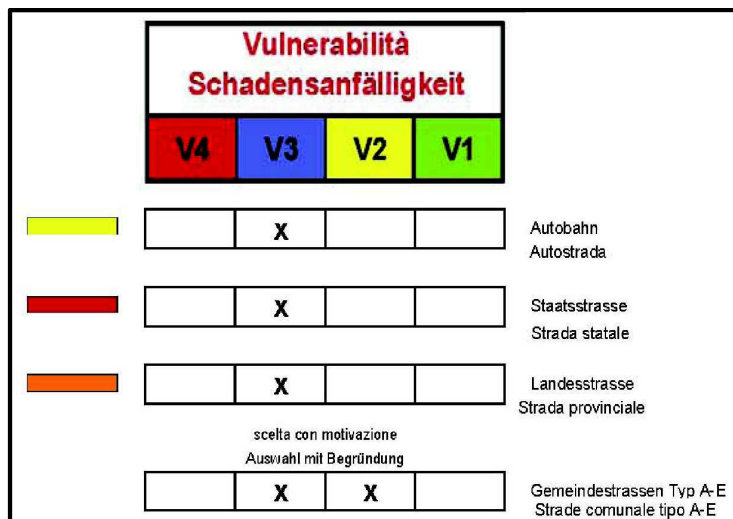 Vulnerabilità
Schadensanfälligkeit
V4 V3 V2 V1
X
Autobahn
Autostrada
X
Staatsstrasse
Strada statale
X
Landesstrasse
Strada provinciale
scelta con motivazione
Auswahl mit Begründung
X X
Gemeindestrassen Typ A-E
Strade comunale tipo A-E